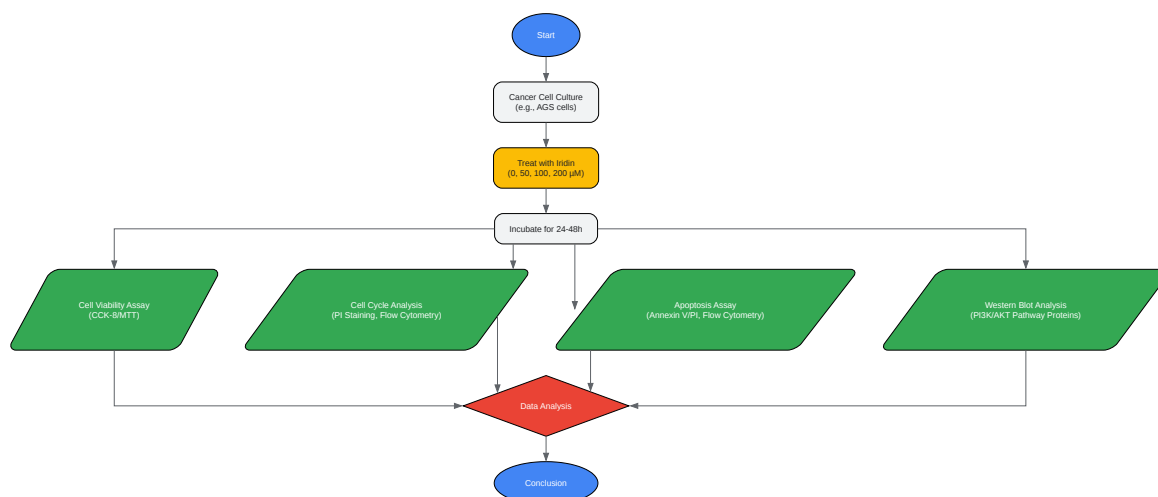 Start
Cancer Cell Culture
(e.g., AGS cells)
Treat with Iridin
(0, 50, 100, 200 µM)
Incubate for 24-48h
Cell Viability Assay
(CCK-8/MTT)
Cell Cycle Analysis
(PI Staining, Flow Cytometry)
Apoptosis Assay
(Annexin V/PI, Flow Cytometry)
Western Blot Analysis
(PI3K/AKT Pathway Proteins)
Data Analysis
Conclusion